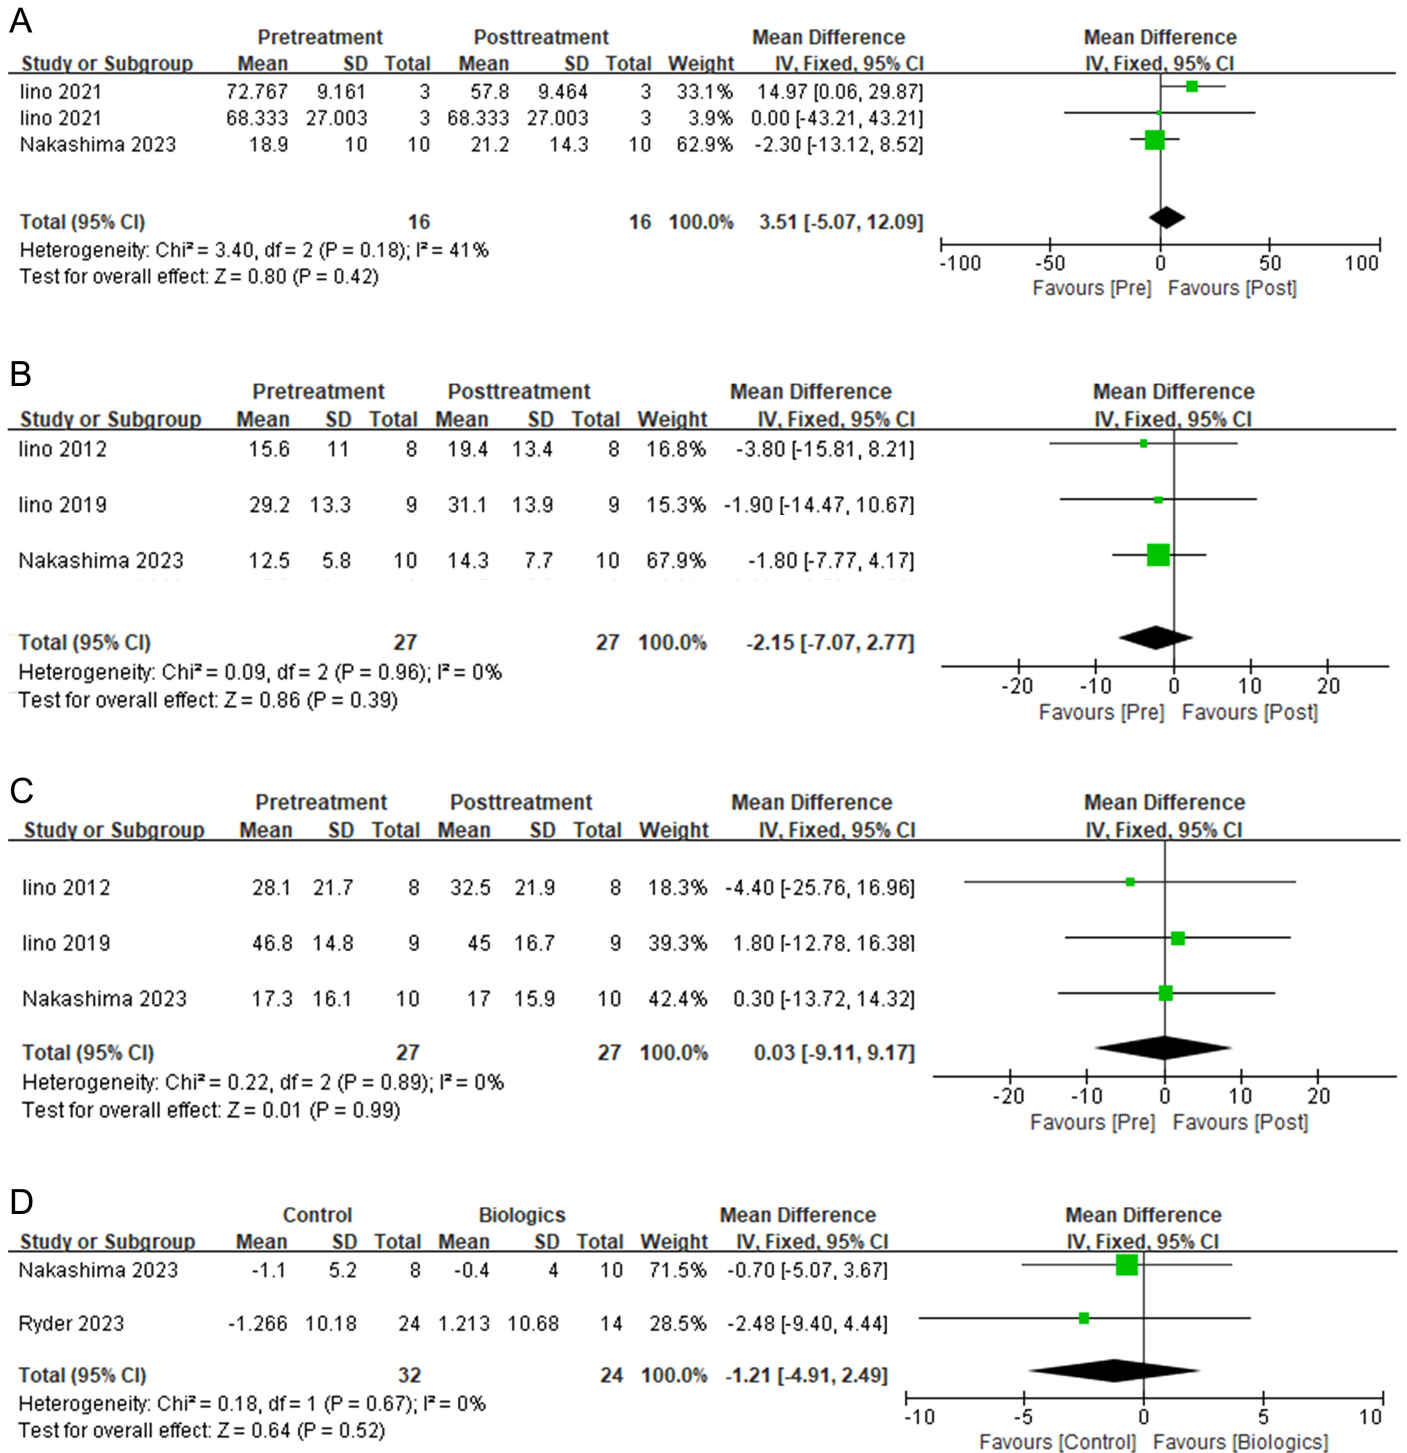 A
Pretreatment Posttreatment Mean Difference Mean Difference
Study or Subgroup Mean SD Total Mean SD Total Weight IV, Fixed, 95% CI IV, Fixed, 95% CI
Iino 2021 72.767 9.161 3 57.8 9.464 3 33.1% 14.97 [0.06, 29.87]
Iino 2021 68.333 27.003 3 68.333 27.003 3 3.9% 0.00 [-43.21, 43.21]
Nakashima 2023 18.9 10 10 21.2 14.3 10 62.9% -2.30 [-13.12, 8.52]
Total (95% CI) 16 16 100.0% 3.51 [-5.07, 12.09]
Heterogeneity: Chi² = 3.40, df = 2 (P = 0.18); I² = 41%
Test for overall effect: Z = 0.80 (P = 0.42)
-100 -50 0 50 100
Favours [Pre] Favours [Post]
B
Pretreatment Posttreatment Mean Difference Mean Difference
Study or Subgroup Mean SD Total Mean SD Total Weight IV, Fixed, 95% CI IV, Fixed, 95% CI
Iino 2012 15.6 11 8 19.4 13.4 8 16.8% -3.80 [-15.81, 8.21]
Iino 2019 29.2 13.3 9 31.1 13.9 9 15.3% -1.90 [-14.47, 10.67]
Nakashima 2023 12.5 5.8 10 14.3 7.7 10 67.9% -1.80 [-7.77, 4.17]
Total (95% CI) 27 27 100.0% -2.15 [-7.07, 2.77]
Heterogeneity: Chi² = 0.09, df = 2 (P = 0.96); I² = 0%
Test for overall effect: Z = 0.86 (P = 0.39)
-20 -10 0 10 20
Favours [Pre] Favours [Post]
C
Pretreatment Posttreatment Mean Difference Mean Difference
Study or Subgroup Mean SD Total Mean SD Total Weight IV, Fixed, 95% CI IV, Fixed, 95% CI
Iino 2012 28.1 21.7 8 32.5 21.9 8 18.3% -4.40 [-25.76, 16.96]
Iino 2019 46.8 14.8 9 45 16.7 9 39.3% 1.80 [-12.78, 16.38]
Nakashima 2023 17.3 16.1 10 17 15.9 10 42.4% 0.30 [-13.72, 14.32]
Total (95% CI) 27 27 100.0% 0.03 [-9.11, 9.17]
Heterogeneity: Chi² = 0.22, df = 2 (P = 0.89); I² = 0%
Test for overall effect: Z = 0.01 (P = 0.99)
-20 -10 0 10 20
Favours [Pre] Favours [Post]
D
Control Biologics Mean Difference Mean Difference
Study or Subgroup Mean SD Total Mean SD Total Weight IV, Fixed, 95% CI IV, Fixed, 95% CI
Nakashima 2023 -1.1 5.2 8 -0.4 4 10 71.5% -0.70 [-5.07, 3.67]
Ryder 2023 -1.266 10.18 24 1.213 10.68 14 28.5% -2.48 [-9.40, 4.44]
Total (95% CI) 32 24 100.0% -1.21 [-4.91, 2.49]
Heterogeneity: Chi² = 0.18, df = 1 (P = 0.67); I² = 0%
Test for overall effect: Z = 0.64 (P = 0.52)
-10 -5 0 5 10
Favours [Control] Favours [Biologics]